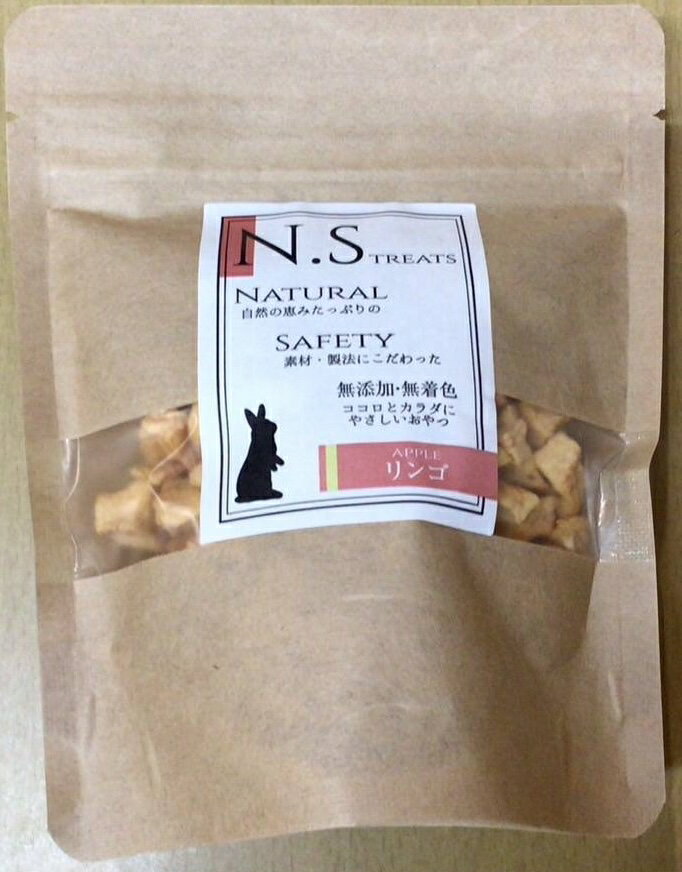 N.S TREATS
NATURAL
自然の恵みたっぷりの
SAFETY
素材・製法にこだわった
無添加・無着色
ココロとカラダに
やさしいおやつ
APPLE
リンゴ